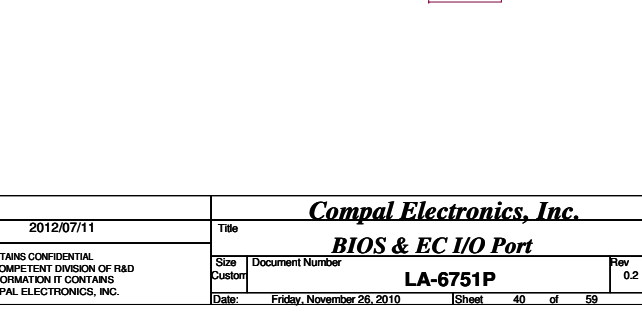 Compal Electronics, Inc.
2012/07/11
Title
BIOS & EC I/O Port
TAINS CONFIDENTIAL
OMPETENT DIVISION OF R&D
ORMATION IT CONTAINS
PAL ELECTRONICS, INC.
Size Document Number Rev
Custom LA-6751P 0.2
Date: Friday, November 26, 2010 Sheet 40 of 59